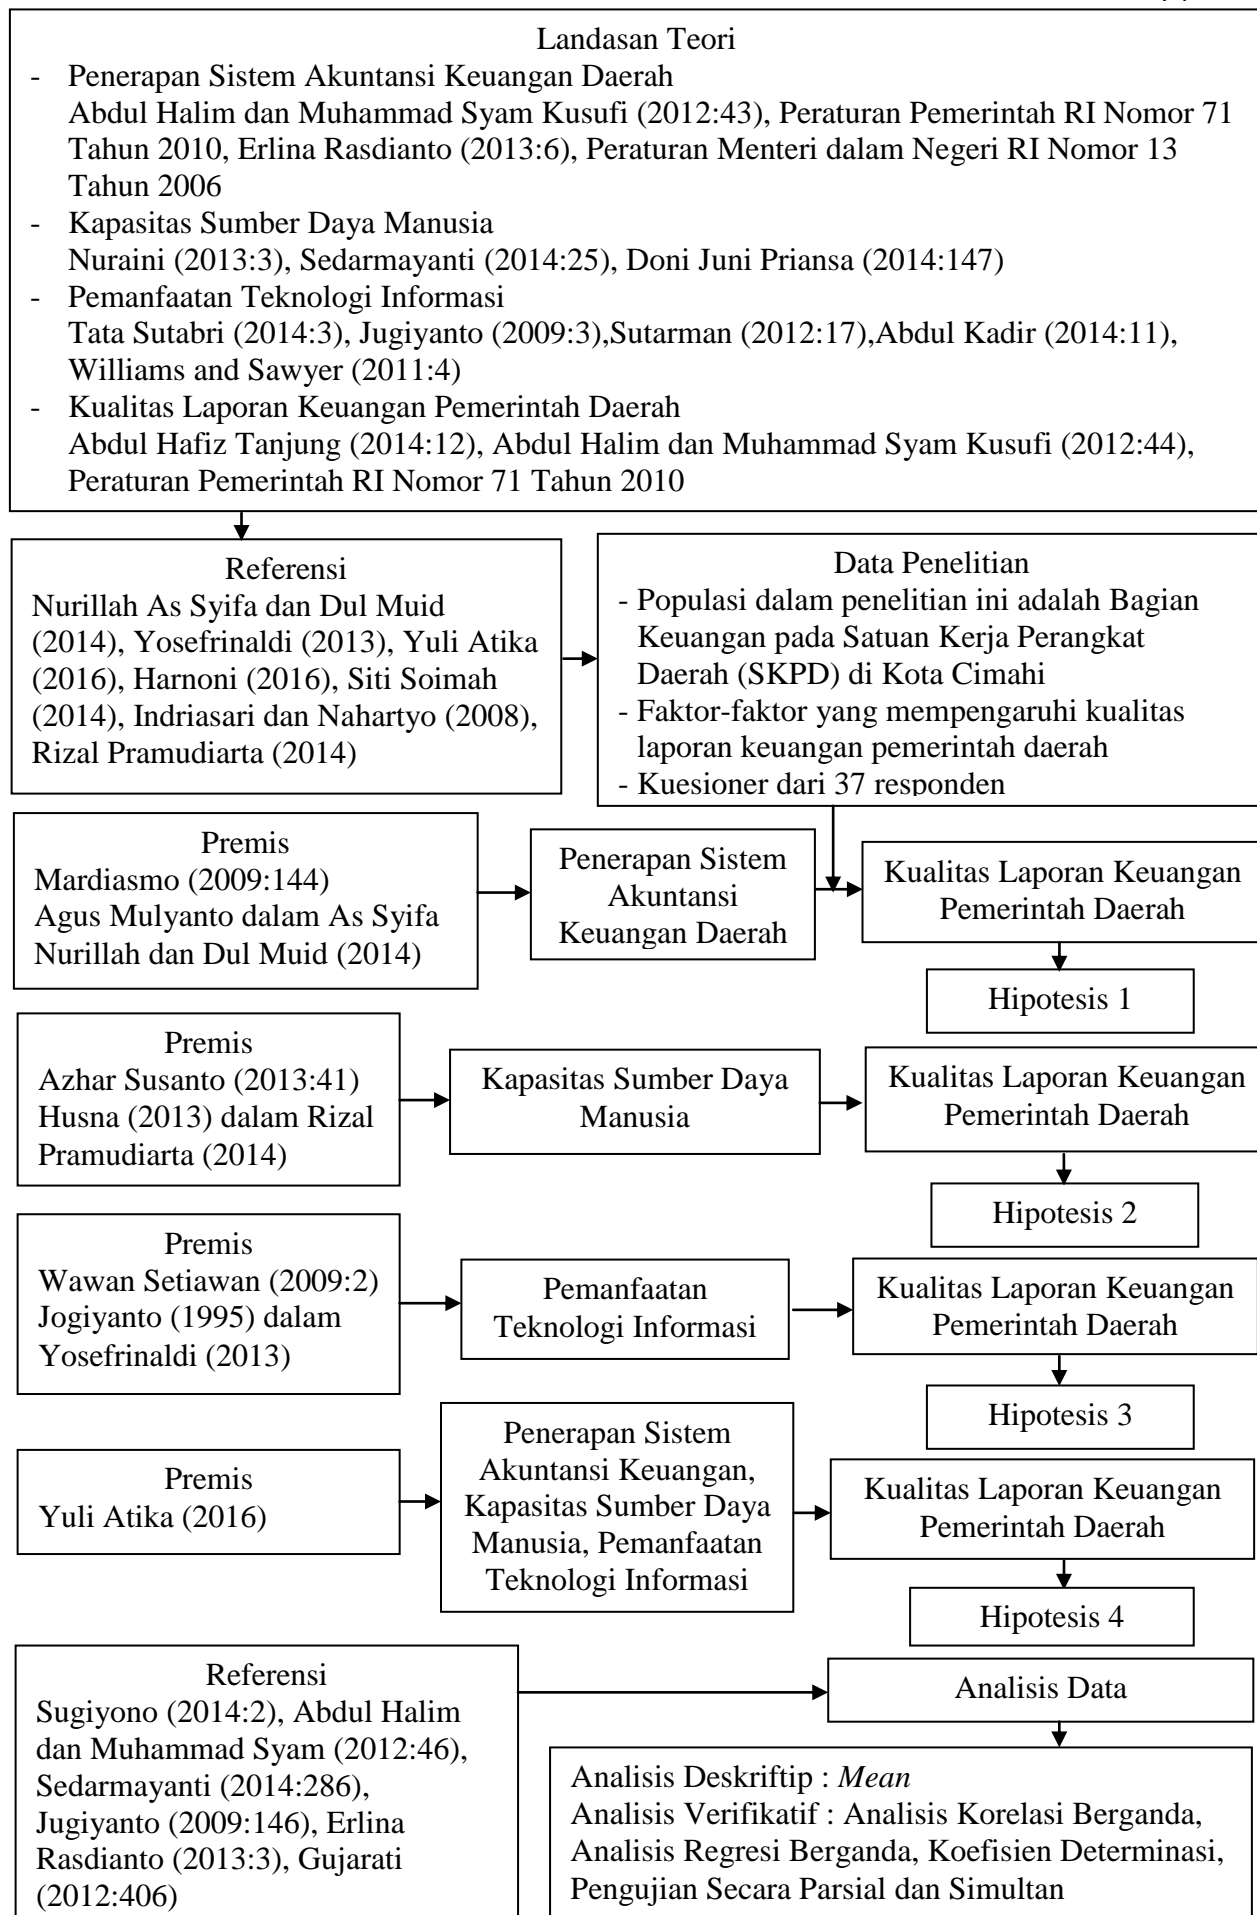 Landasan Teori
- Penerapan Sistem Akuntansi Keuangan Daerah
Abdul Halim dan Muhammad Syam Kusufi (2012:43), Peraturan Pemerintah RI Nomor 71
Tahun 2010, Erlina Rasdianto (2013:6), Peraturan Menteri dalam Negeri RI Nomor 13
Tahun 2006
- Kapasitas Sumber Daya Manusia
Nuraini (2013:3), Sedarmayanti (2014:25), Doni Juni Priansa (2014:147)
- Pemanfaatan Teknologi Informasi
Tata Sutabri (2014:3), Jugiyanto (2009:3),Sutarman (2012:17),Abdul Kadir (2014:11),
Williams and Sawyer (2011:4)
- Kualitas Laporan Keuangan Pemerintah Daerah
Abdul Hafiz Tanjung (2014:12), Abdul Halim dan Muhammad Syam Kusufi (2012:44),
Peraturan Pemerintah RI Nomor 71 Tahun 2010
Referensi
Nurillah As Syifa dan Dul Muid
(2014), Yosefrinaldi (2013), Yuli Atika
(2016), Harnoni (2016), Siti Soimah
(2014), Indriasari dan Nahartyo (2008),
Rizal Pramudiarta (2014)
Data Penelitian
- Populasi dalam penelitian ini adalah Bagian
Keuangan pada Satuan Kerja Perangkat
Daerah (SKPD) di Kota Cimahi
- Faktor-faktor yang mempengaruhi kualitas
laporan keuangan pemerintah daerah
- Kuesioner dari 37 responden
Premis
Mardiasmo (2009:144)
Agus Mulyanto dalam As Syifa
Nurillah dan Dul Muid (2014)
Penerapan Sistem
Akuntansi
Keuangan Daerah
Kualitas Laporan Keuangan
Pemerintah Daerah
Hipotesis 1
Premis
Azhar Susanto (2013:41)
Husna (2013) dalam Rizal
Pramudiarta (2014)
Kapasitas Sumber Daya
Manusia
Kualitas Laporan Keuangan
Pemerintah Daerah
Hipotesis 2
Premis
Wawan Setiawan (2009:2)
Jogiyanto (1995) dalam
Yosefrinaldi (2013)
Pemanfaatan
Teknologi Informasi
Kualitas Laporan Keuangan
Pemerintah Daerah
Hipotesis 3
Premis
Yuli Atika (2016)
Penerapan Sistem
Akuntansi Keuangan,
Kapasitas Sumber Daya
Manusia, Pemanfaatan
Teknologi Informasi
Kualitas Laporan Keuangan
Pemerintah Daerah
Hipotesis 4
Referensi
Sugiyono (2014:2), Abdul Halim
dan Muhammad Syam (2012:46),
Sedarmayanti (2014:286),
Jugiyanto (2009:146), Erlina
Rasdianto (2013:3), Gujarati
(2012:406)
Analisis Data
Analisis Deskriftip : Mean
Analisis Verifikatif : Analisis Korelasi Berganda,
Analisis Regresi Berganda, Koefisien Determinasi,
Pengujian Secara Parsial dan Simultan